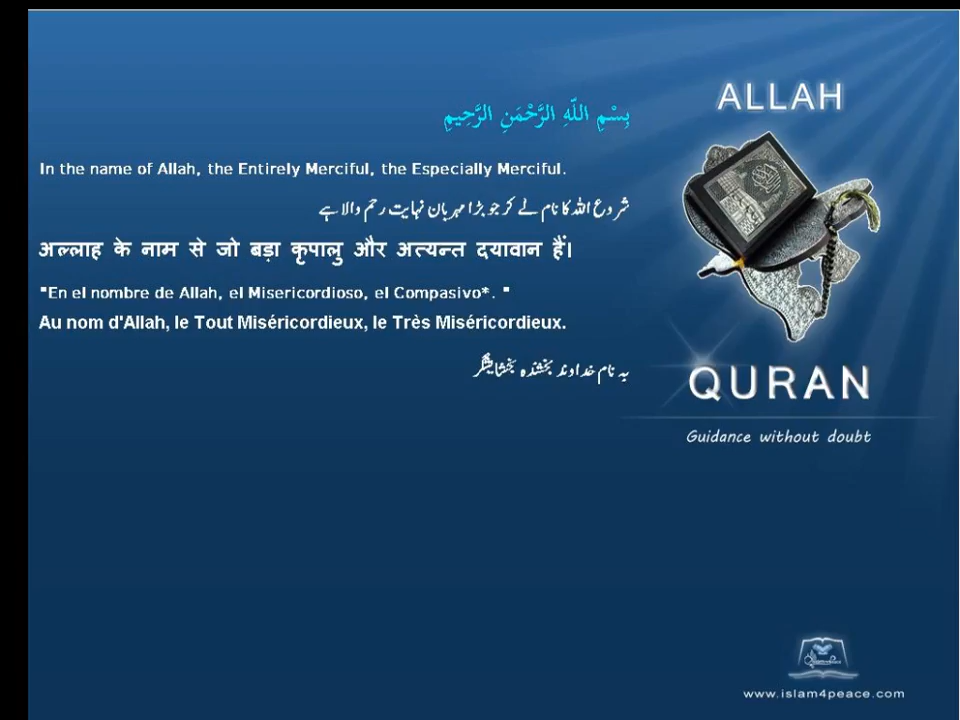 بِسْمِ اللّهِ الرَّحْمَنِ الرَّحِيمِ
In the name of Allah, the Entirely Merciful, the Especially Merciful.
شروع اللہ کا نام لے کر جو بڑا مہربان نہایت رحم والا ہے
अल्लाह के नाम से जो बड़ा कृपालु और अत्यन्त दयावान हैं।
"En el nombre de Allah, el Misericordioso, el Compasivo*. "
Au nom d'Allah, le Tout Miséricordieux, le Très Miséricordieux.
به نام خداوند بخشنده بخشایشگر
ALLAH
QURAN
Guidance without doubt
www.islam4peace.com